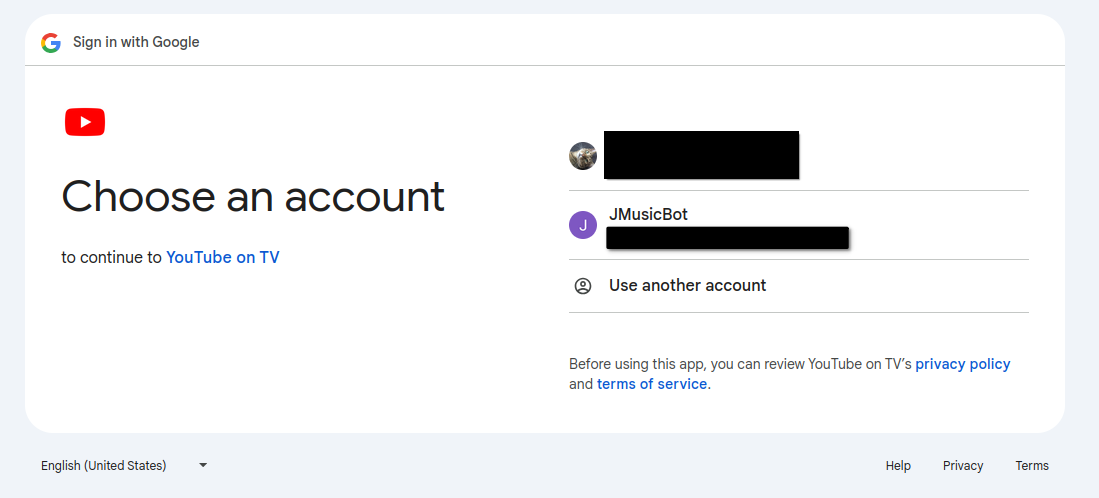 Sign in with Google
Choose an account
to continue to YouTube on TV
J
JMusicBot
Use another account
Before using this app, you can review YouTube on TV’s privacy policy
and terms of service.
English (United States)
Help
Privacy
Terms